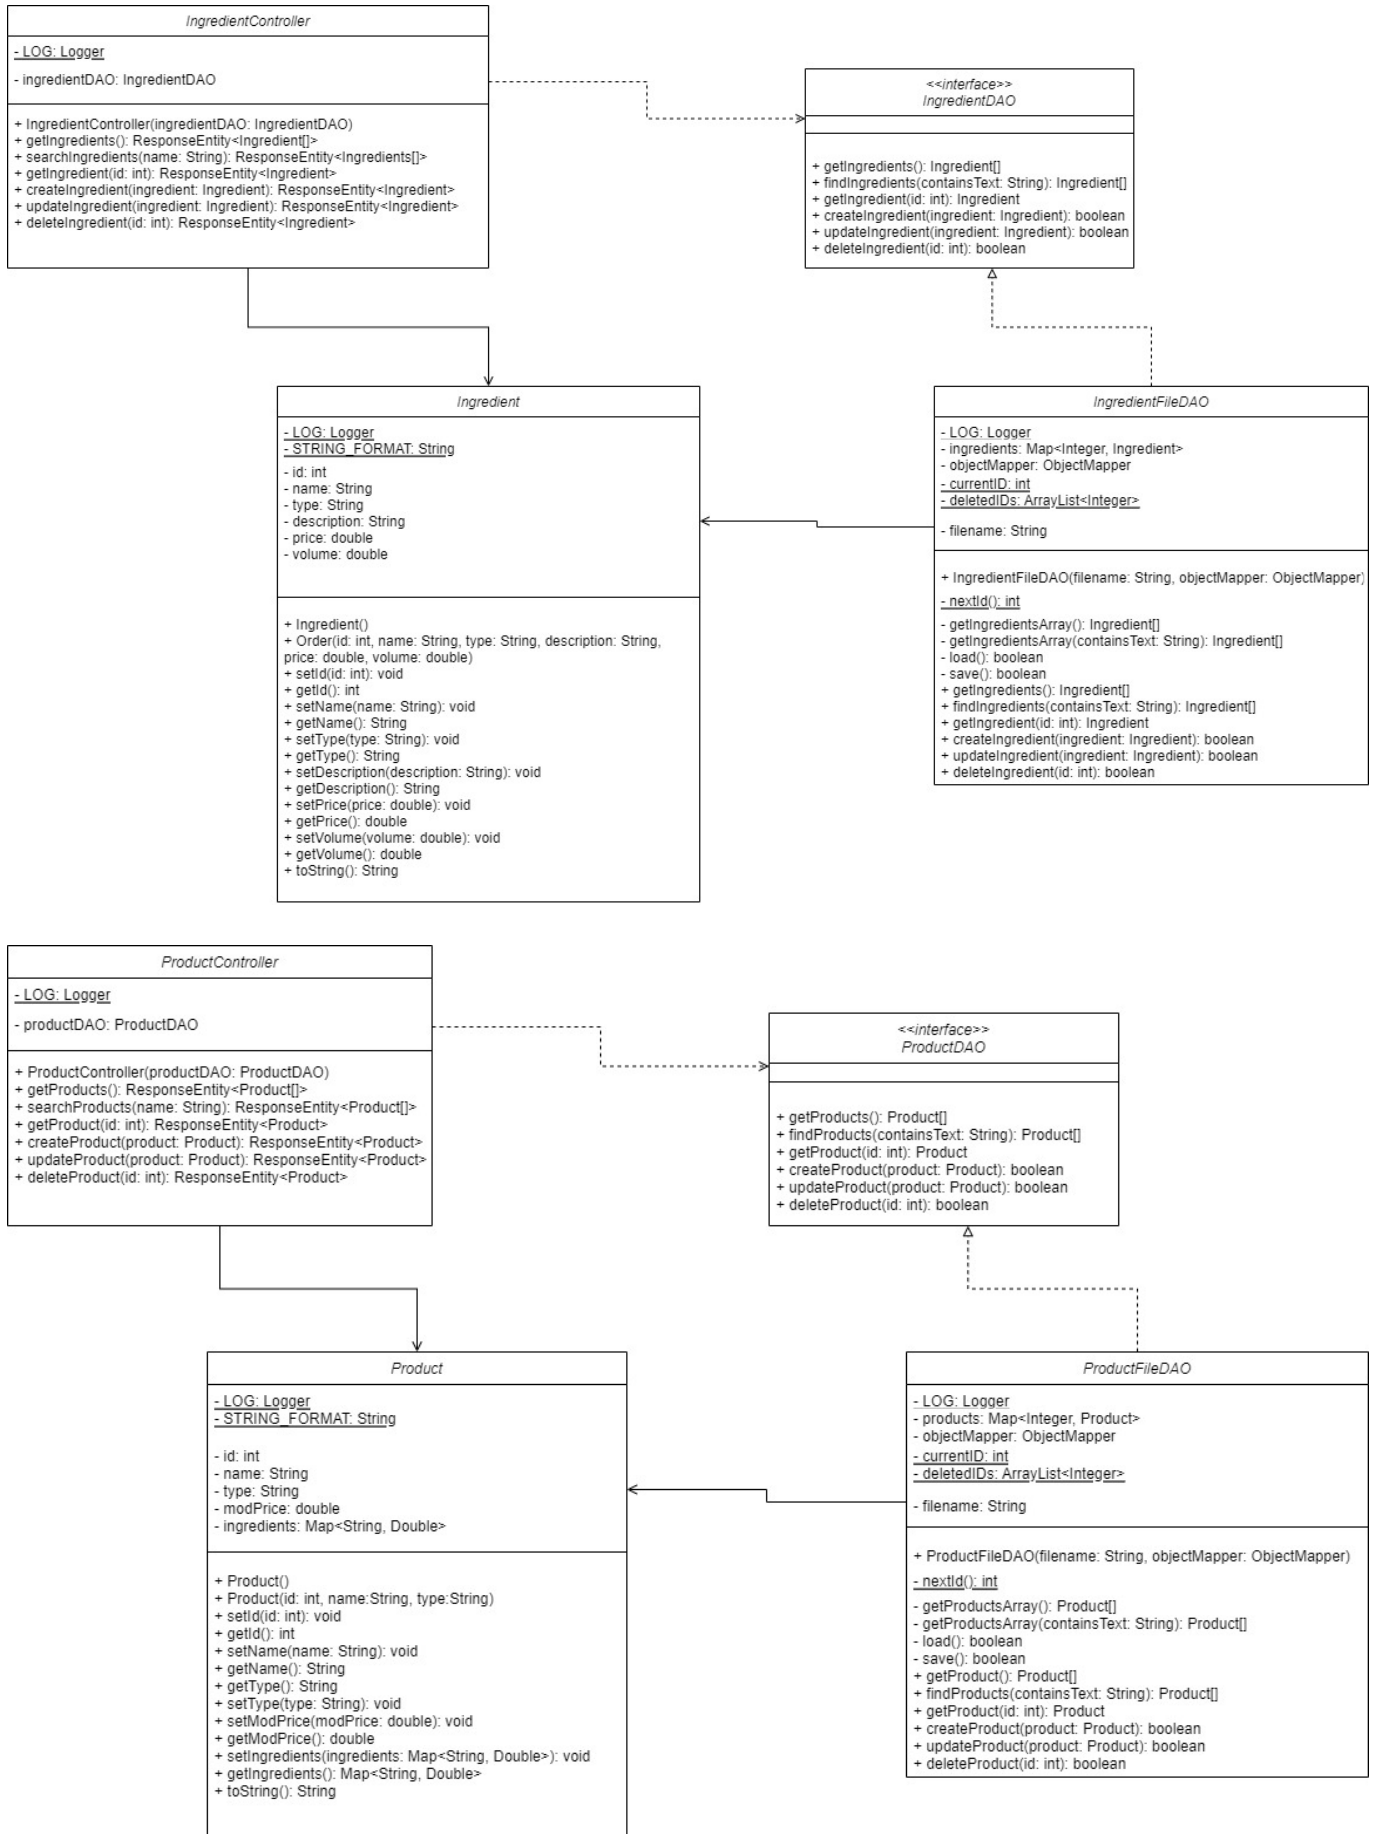 IngredientController
- LOG: Logger
- ingredientDAO: IngredientDAO
+ IngredientController(ingredientDAO: IngredientDAO)
+ getIngredients(): ResponseEntity<Ingredient[]>
+ searchIngredients(name: String): ResponseEntity<Ingredients[]>
+ getIngredient(id: int): ResponseEntity<Ingredient>
+ createIngredient(ingredient: Ingredient): ResponseEntity<Ingredient>
+ updateIngredient(ingredient: Ingredient): ResponseEntity<Ingredient>
+ deleteIngredient(id: int): ResponseEntity<Ingredient>
<<interface>>
IngredientDAO
+ getIngredients(): Ingredient[]
+ findIngredients(containsText: String): Ingredient[]
+ getIngredient(id: int): Ingredient
+ createIngredient(ingredient: Ingredient): boolean
+ updateIngredient(ingredient: Ingredient): boolean
+ deleteIngredient(id: int): boolean
Ingredient
- LOG: Logger
- STRING_FORMAT: String
- id: int
- name: String
- type: String
- description: String
- price: double
- volume: double
+ Ingredient()
+ Order(id: int, name: String, type: String, description: String,
price: double, volume: double)
+ setId(id: int): void
+ getId(): int
+ setName(name: String): void
+ getName(): String
+ setType(type: String): void
+ getType(): String
+ setDescription(description: String): void
+ getDescription(): String
+ setPrice(price: double): void
+ getPrice(): double
+ setVolume(volume: double): void
+ getVolume(): double
+ toString(): String
IngredientFileDAO
- LOG: Logger
- ingredients: Map<Integer, Ingredient>
- objectMapper: ObjectMapper
- currentID: int
- deletedIDs: ArrayList<Integer>
- filename: String
+ IngredientFileDAO(filename: String, objectMapper: ObjectMapper)
- nextId(): int
- getIngredientsArray(): Ingredient[]
- getIngredientsArray(containsText: String): Ingredient[]
- load(): boolean
- save(): boolean
+ getIngredients(): Ingredient[]
+ findIngredients(containsText: String): Ingredient[]
+ getIngredient(id: int): Ingredient
+ createIngredient(ingredient: Ingredient): boolean
+ updateIngredient(ingredient: Ingredient): boolean
+ deleteIngredient(id: int): boolean
ProductController
- LOG: Logger
- productDAO: ProductDAO
+ ProductController(productDAO: ProductDAO)
+ getProducts(): ResponseEntity<Product[]>
+ searchProducts(name: String): ResponseEntity<Product[]>
+ getProduct(id: int): ResponseEntity<Product>
+ createProduct(product: Product): ResponseEntity<Product>
+ updateProduct(product: Product): ResponseEntity<Product>
+ deleteProduct(id: int): ResponseEntity<Product>
<<interface>>
ProductDAO
+ getProducts(): Product[]
+ findProducts(containsText: String): Product[]
+ getProduct(id: int): Product
+ createProduct(product: Product): boolean
+ updateProduct(product: Product): boolean
+ deleteProduct(id: int): boolean
Product
- LOG: Logger
- STRING_FORMAT: String
- id: int
- name: String
- type: String
- modPrice: double
- ingredients: Map<String, Double>
+ Product()
+ Product(id: int, name:String, type:String)
+ setId(id: int): void
+ getId(): int
+ setName(name: String): void
+ getName(): String
+ getType(): String
+ setType(type: String): void
+ setModPrice(modPrice: double): void
+ getModPrice(): double
+ setIngredients(ingredients: Map<String, Double>): void
+ getIngredients(): Map<String, Double>
+ toString(): String
ProductFileDAO
- LOG: Logger
- products: Map<Integer, Product>
- objectMapper: ObjectMapper
- currentID: int
- deletedIDs: ArrayList<Integer>
- filename: String
+ ProductFileDAO(filename: String, objectMapper: ObjectMapper)
- nextId(): int
- getProductsArray(): Product[]
- getProductsArray(containsText: String): Product[]
- load(): boolean
- save(): boolean
+ getProduct(): Product[]
+ findProducts(containsText: String): Product[]
+ getProduct(id: int): Product
+ createProduct(product: Product): boolean
+ updateProduct(product: Product): boolean
+ deleteProduct(id: int): boolean